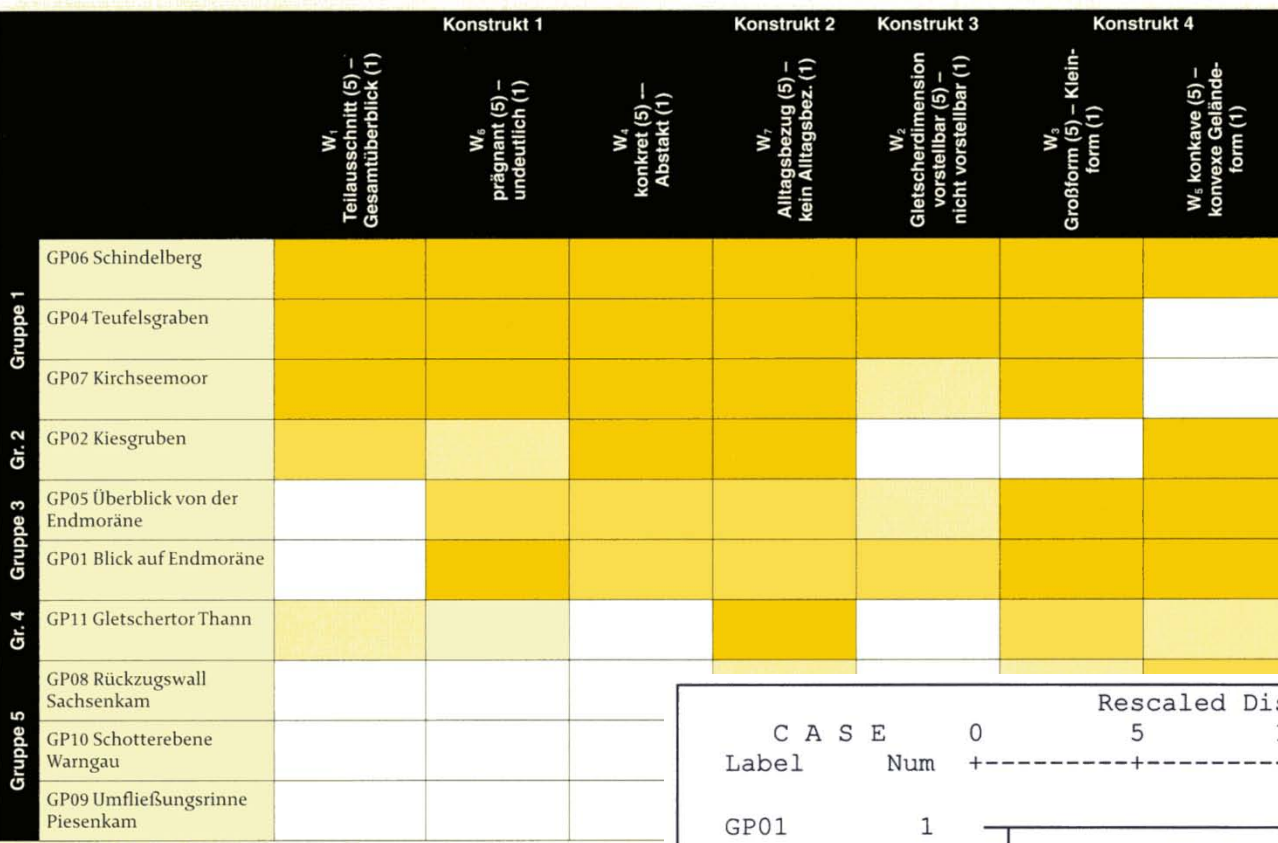 Konstrukt 1
Konstrukt 2
Konstrukt 3
Konstrukt 4
W₁
Teilausschnitt (5) –
Gesamtüberblick (1)
W₆
prägnant (5) –
undeutlich (1)
W₄
konkret (5) —
Abstakt (1)
W₇
Alltagsbezug (5) –
kein Alltagsbez. (1)
W₂
Gletscherdimension
vorstellbar (5) –
nicht vorstellbar (1)
W₃
Großform (5) – Klein-
form (1)
W₅ konkave (5) –
konvexe Gelände-
form (1)
Gruppe 1
GP06 Schindelberg
GP04 Teufelsgraben
GP07 Kirchseemoor
Gr. 2
GP02 Kiesgruben
Gruppe 3
GP05 Überblick von der
Endmoräne
GP01 Blick auf Endmoräne
Gr. 4
GP11 Gletschertor Thann
Gruppe 5
GP08 Rückzugswall
Sachsenkam
GP10 Schotterebene
Warngau
GP09 Umfließungsrinne
Piesenkam
Rescaled Dis
C A S E 0 5
Label Num +---------+---------
GP01 1